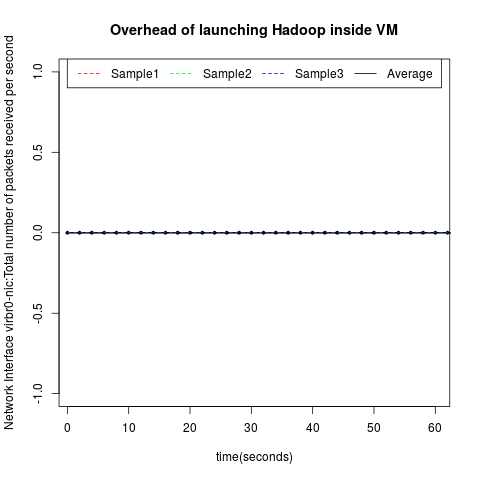 Overhead of launching Hadoop inside VM
Sample1 Sample2 Sample3 Average
Network Interface virbr0-nic:Total number of packets received per second
1.0
0.5
0.0
-0.5
-1.0
0 10 20 30 40 50 60
time(seconds)